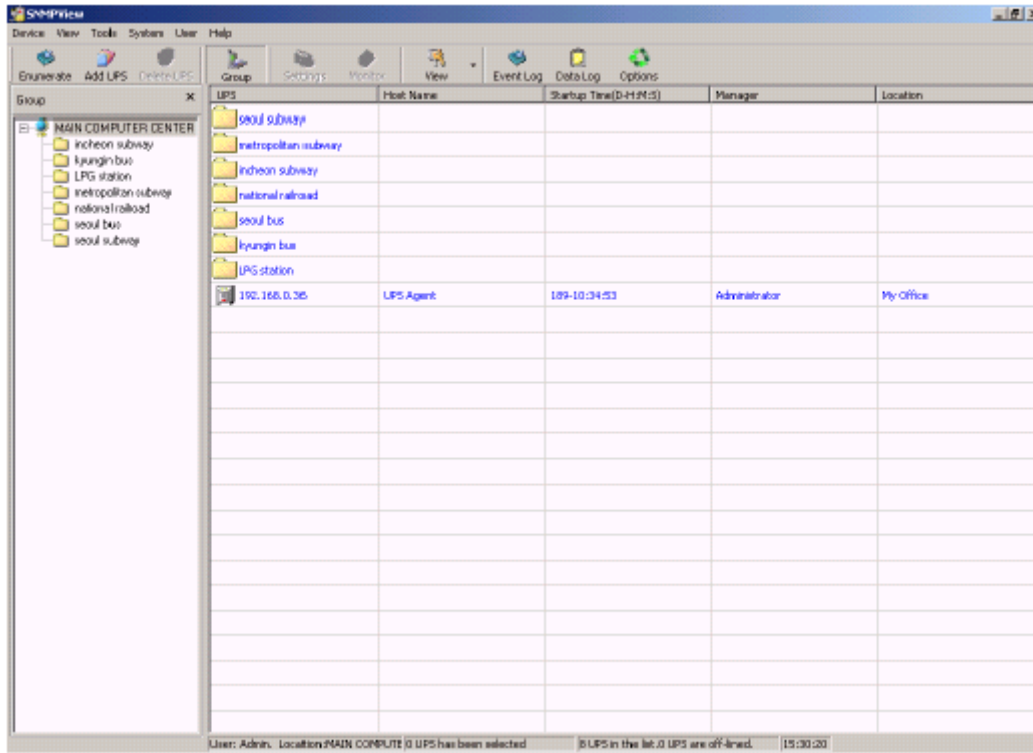 SNMPView
Device View Tools System User Help
Enumerate Add UPS Delete UPS Group Settings Monitor View Event Log Data Log Options
Group
MAIN COMPUTER CENTER
incheon subway
kyungin bus
LPG station
metropolitan subway
national railroad
seoul bus
seoul subway
UPS Host Name Startup Time(D-H:M:S) Manager Location
seoul subway
metropolitan subway
incheon subway
national railroad
seoul bus
kyungin bus
LPG station
192.168.0.36 UPS Agent 189-10:34:53 Administrator My Office
User: Admin. Location:MAIN COMPUTE 0 UPS has been selected 8 UPS in the list.0 UPS are off-lined. 15:30:20